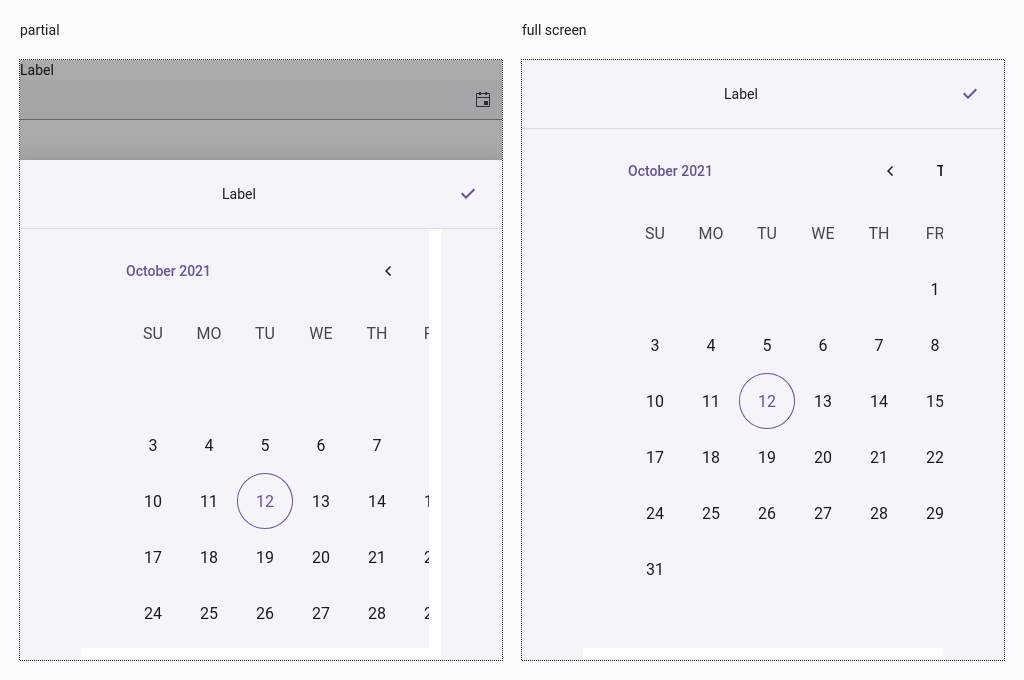 partial
Label
Label
October 2021
SU MO TU WE TH
3 4 5 6 7
10 11 12 13 14
17 18 19 20 21
24 25 26 27 28
full screen
Label
October 2021
SU MO TU WE TH FR
1
3 4 5 6 7 8
10 11 12 13 14 15
17 18 19 20 21 22
24 25 26 27 28 29
31